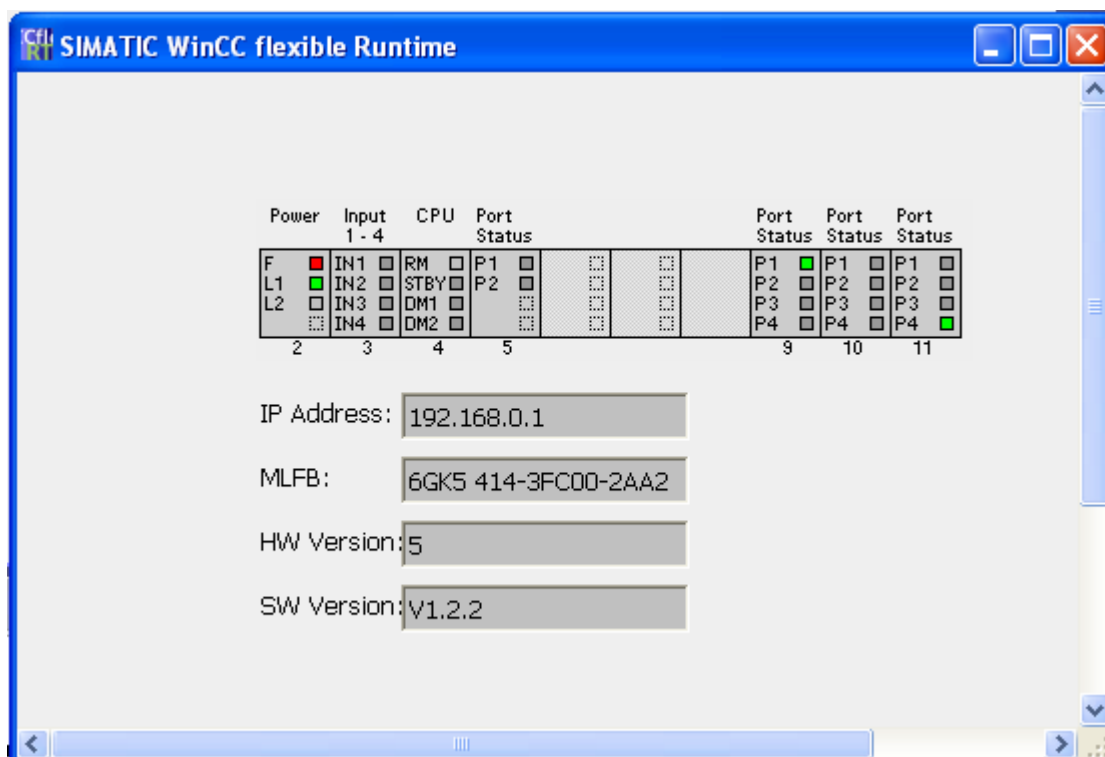 Cfl
RT
SIMATIC WinCC flexible Runtime
Power Input CPU Port Port Port Port
1 - 4 Status Status Status Status
F IN1 RM P1 P1 P1 P1
L1 IN2 STBY P2 P2 P2 P2
L2 IN3 DM1 P3 P3 P3
IN4 DM2 P4 P4 P4
2 3 4 5 9 10 11
IP Address: 192.168.0.1
MLFB: 6GK5 414-3FC00-2AA2
HW Version: 5
SW Version: V1.2.2